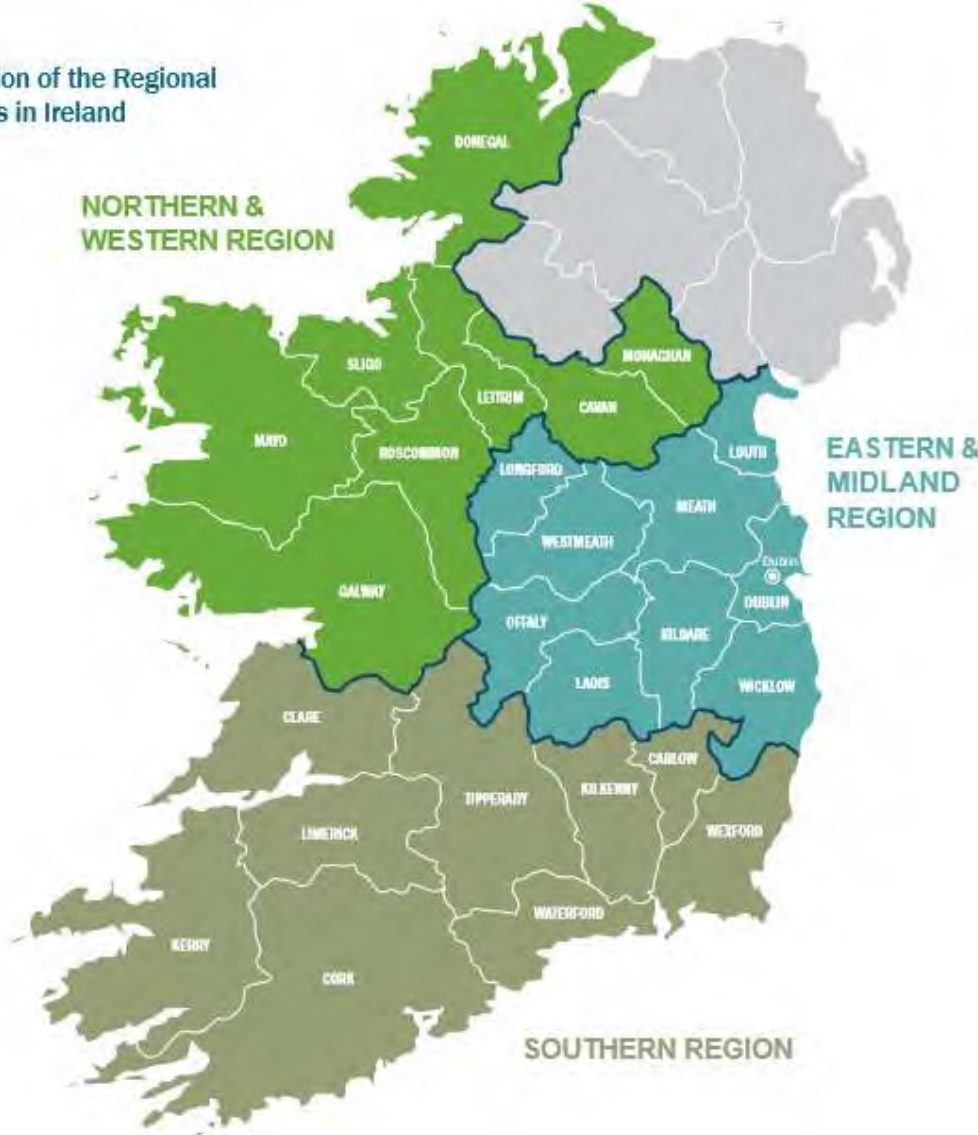 ion of the Regional
s in Ireland
DONEGAL
NORTHERN &
WESTERN REGION
MONAGHAN
SLIGO
LEITRIM
CAVAN
MAYO
ROSCOMMON
LOUTH
EASTERN &
MIDLAND
REGION
LONGFORD
MEATH
WESTMEATH
Dublin
GALWAY
DUBLIN
OFFALY
KILDARE
LAOIS
WICKLOW
CLARE
CARLOW
TIPPERARY
KILKENNY
LIMERICK
WEXFORD
WATERFORD
KERRY
CORK
SOUTHERN REGION